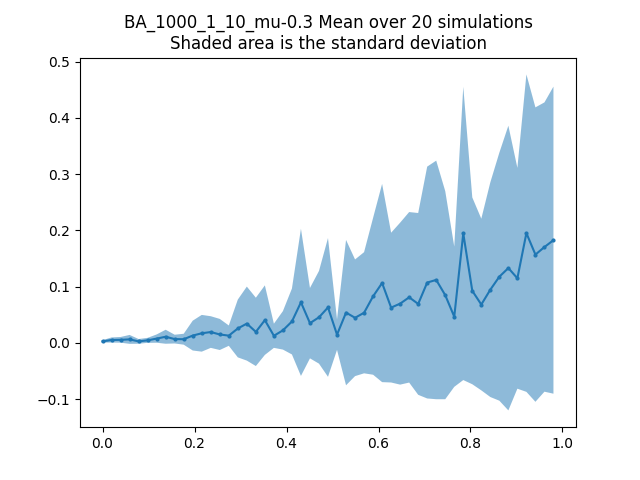 BA_1000_1_10_mu-0.3 Mean over 20 simulations
Shaded area is the standard deviation
0.5
0.4
0.3
0.2
0.1
0.0
−0.1
0.0 0.2 0.4 0.6 0.8 1.0